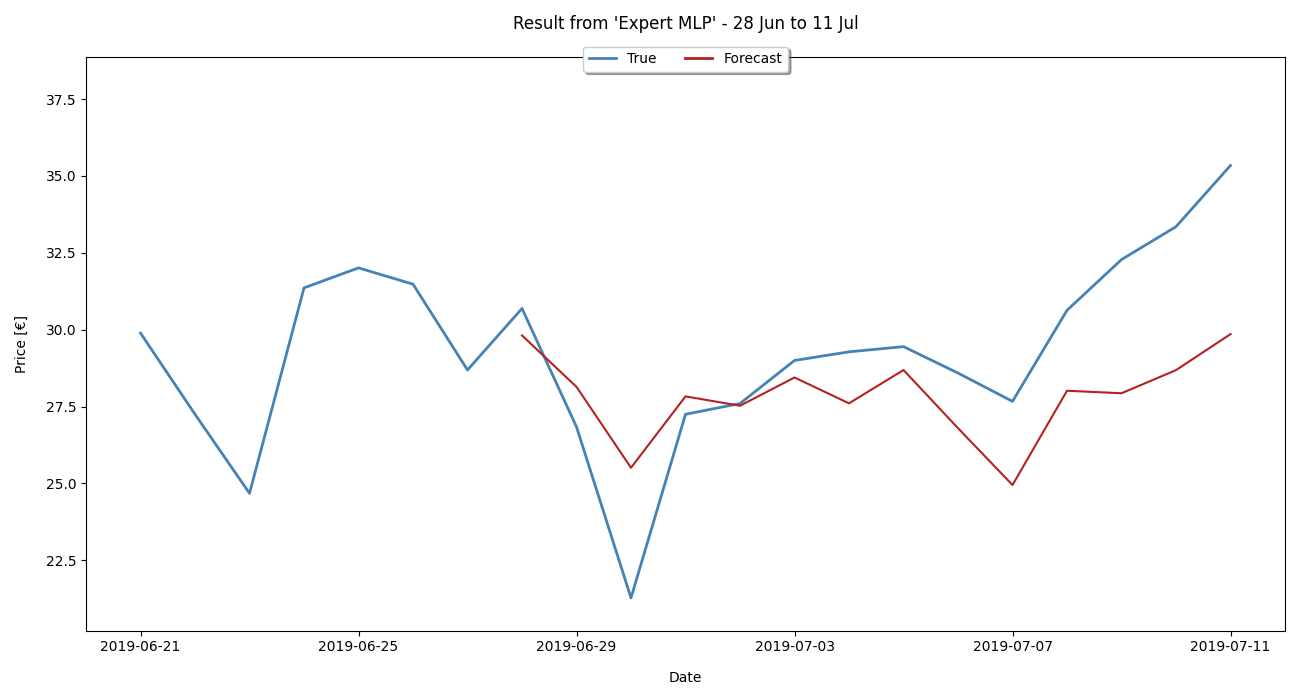 Result from 'Expert MLP' - 28 Jun to 11 Jul
True Forecast
Price [€]
37.5
35.0
32.5
30.0
27.5
25.0
22.5
2019-06-21 2019-06-25 2019-06-29 2019-07-03 2019-07-07 2019-07-11
Date